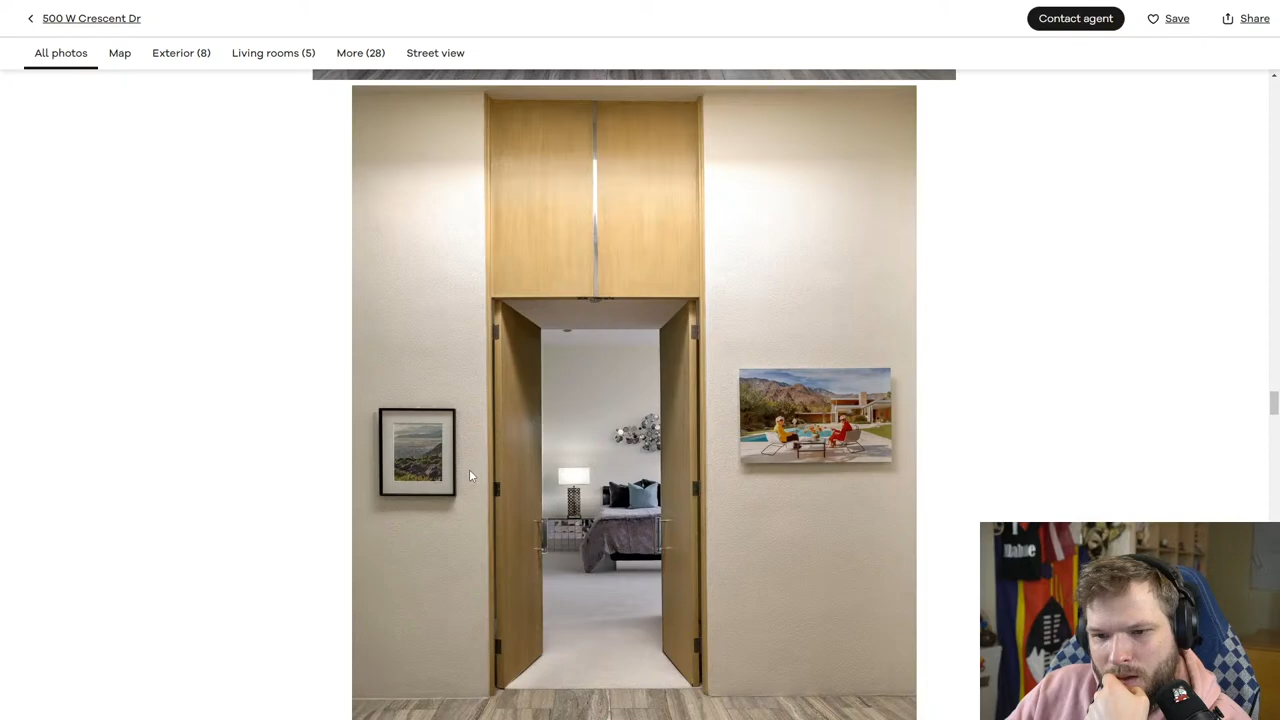 500 W Crescent Dr
Contact agent
Save
Share
All photos
Map
Exterior (8)
Living rooms (5)
More (28)
Street view